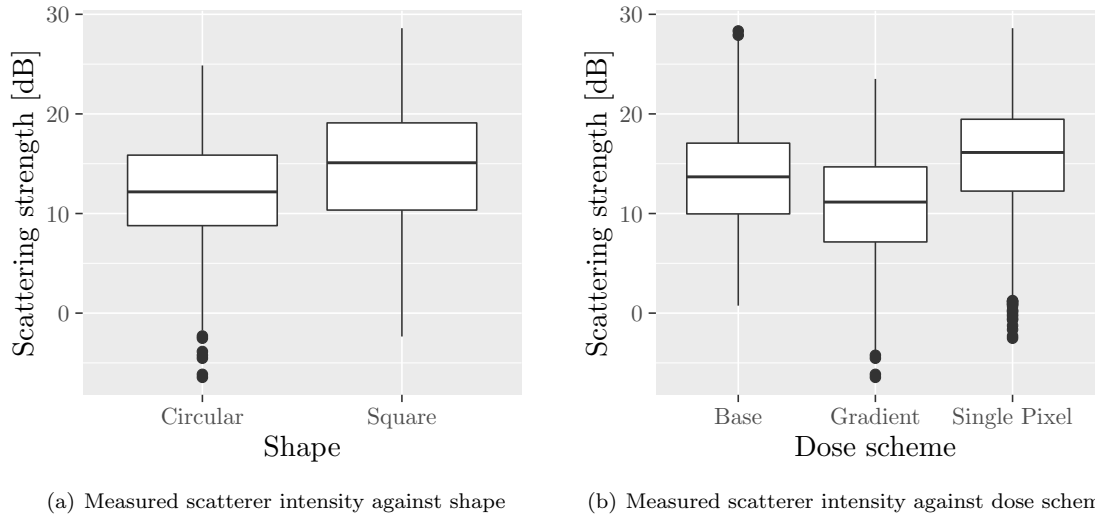 30
20
10
0
Scattering strength [dB]
Circular
Square
Shape
(a) Measured scatterer intensity against shape
30
20
10
0
Scattering strength [dB]
Base
Gradient
Single Pixel
Dose scheme
(b) Measured scatterer intensity against dose schem